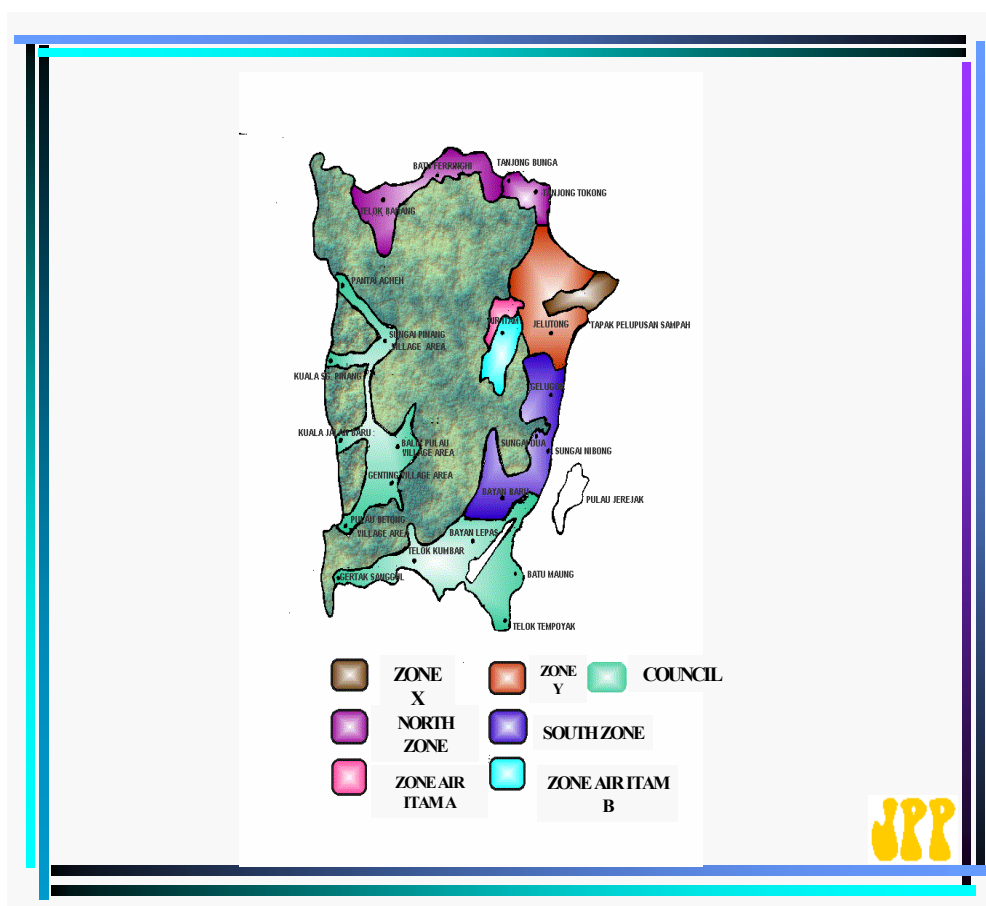 BATU FERRINGHI
TANJONG BUNGA
TANJONG TOKONG
TELOK BAHANG
PANTAI ACHEH
AIR ITAM
JELUTONG
TAPAK PELUPUSAN SAMPAH
SUNGAI PINANG
VILLAGE AREA
KUALA SG. PINANG
GELUGOR
KUALA JALAN BARU :
BALIK PULAU
VILLAGE AREA
SUNGAI DUA
SUNGAI NIBONG
GENTING VILLAGE AREA
BAYAN BARU
PULAU JEREJAK
PULAU BETONG
VILLAGE AREA
BAYAN LEPAS
TELOK KUMBAR
GERTAK SANGGUL
BATU MAUNG
TELOK TEMPOYAK
ZONE
X
ZONE
Y
COUNCIL
NORTH
ZONE
SOUTH ZONE
ZONE AIR
ITAM A
ZONE AIR ITAM
B
JPP